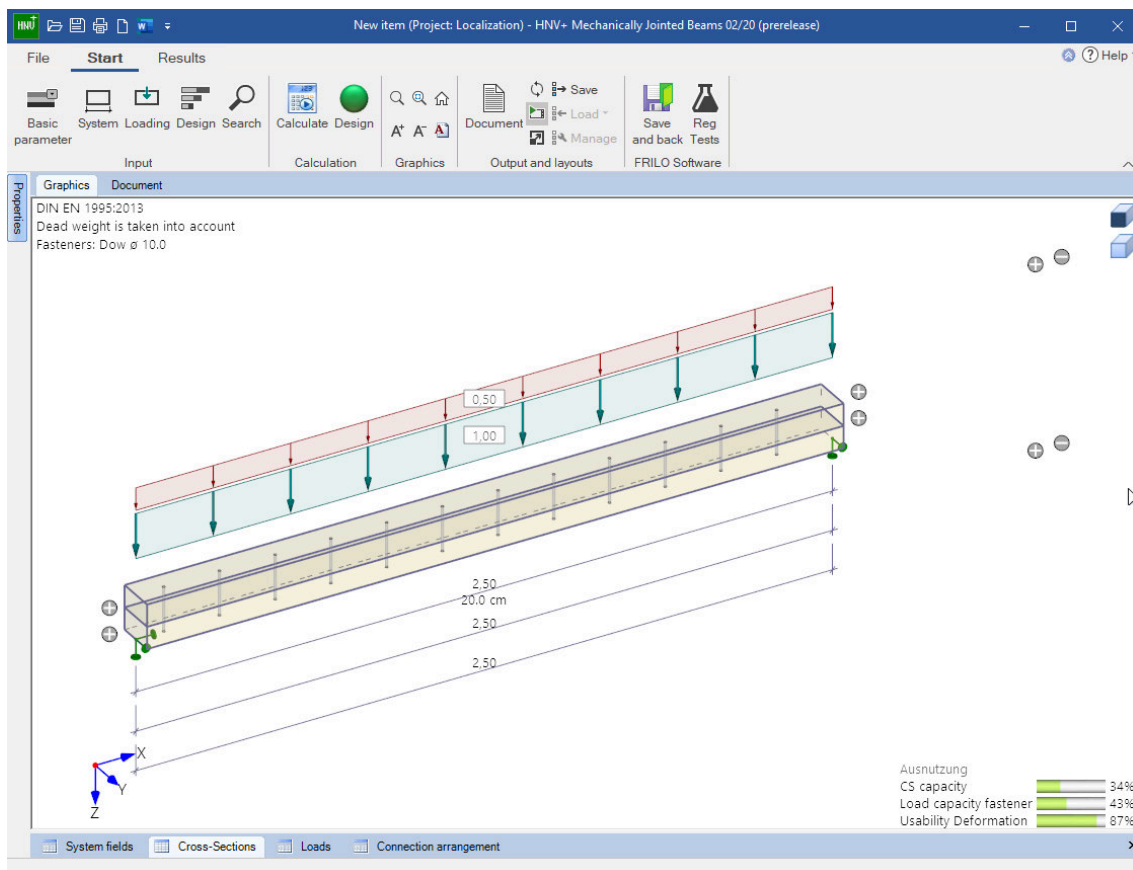 HNV+ New item (Project: Localization) - HNV+ Mechanically Jointed Beams 02/20 (prerelease)
File Start Results Help
Basic parameter System Loading Design Search
Calculate Design
A+ A- A
Document Save Load Manage
Save and back Reg Tests
Input Calculation Graphics Output and layouts FRILO Software
Properties
Graphics Document
DIN EN 1995:2013
Dead weight is taken into account
Fasteners: Dow ø 10.0
0,50
1,00
2,50
20.0 cm
2,50
2,50
X
Y
Z
Ausnutzung
CS capacity 34%
Load capacity fastener 43%
Usability Deformation 87%
System fields Cross-Sections Loads Connection arrangement